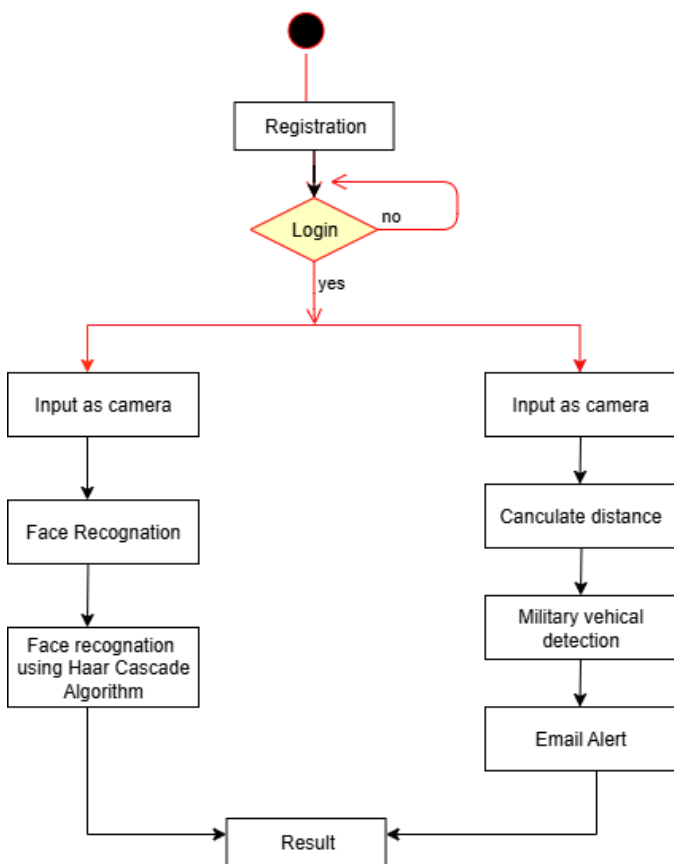 Registration
Login
no
yes
Input as camera
Input as camera
Face Recognation
Canculate distance
Face recognation
using Haar Cascade
Algorithm
Military vehical
detection
Email Alert
Result